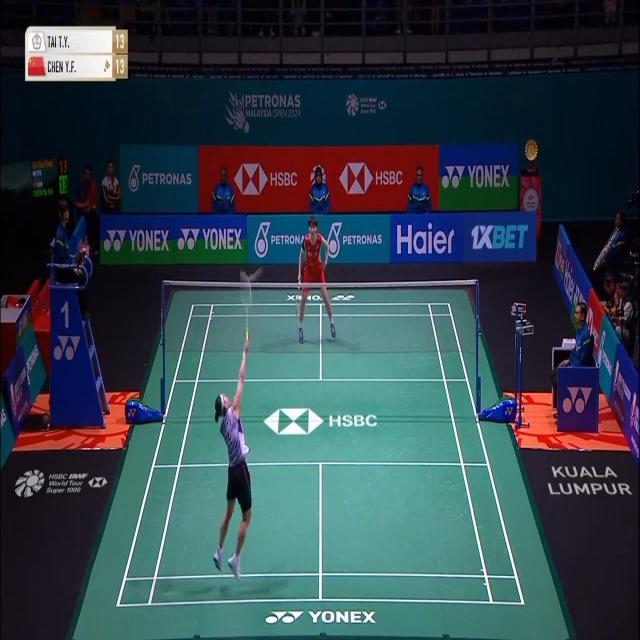 TAI T.Y. 13
CHEN Y.F. 13
PETRONAS
MALAYSIA OPEN 2024
PETRONAS
HSBC
HSBC
YONEX
YONEX
YONEX
PETRONAS
PETRONAS
Haier
1XBET
YONEX
1
HSBC
HSBC BWF
World Tour
Super 1000
KUALA
LUMPUR
YONEX